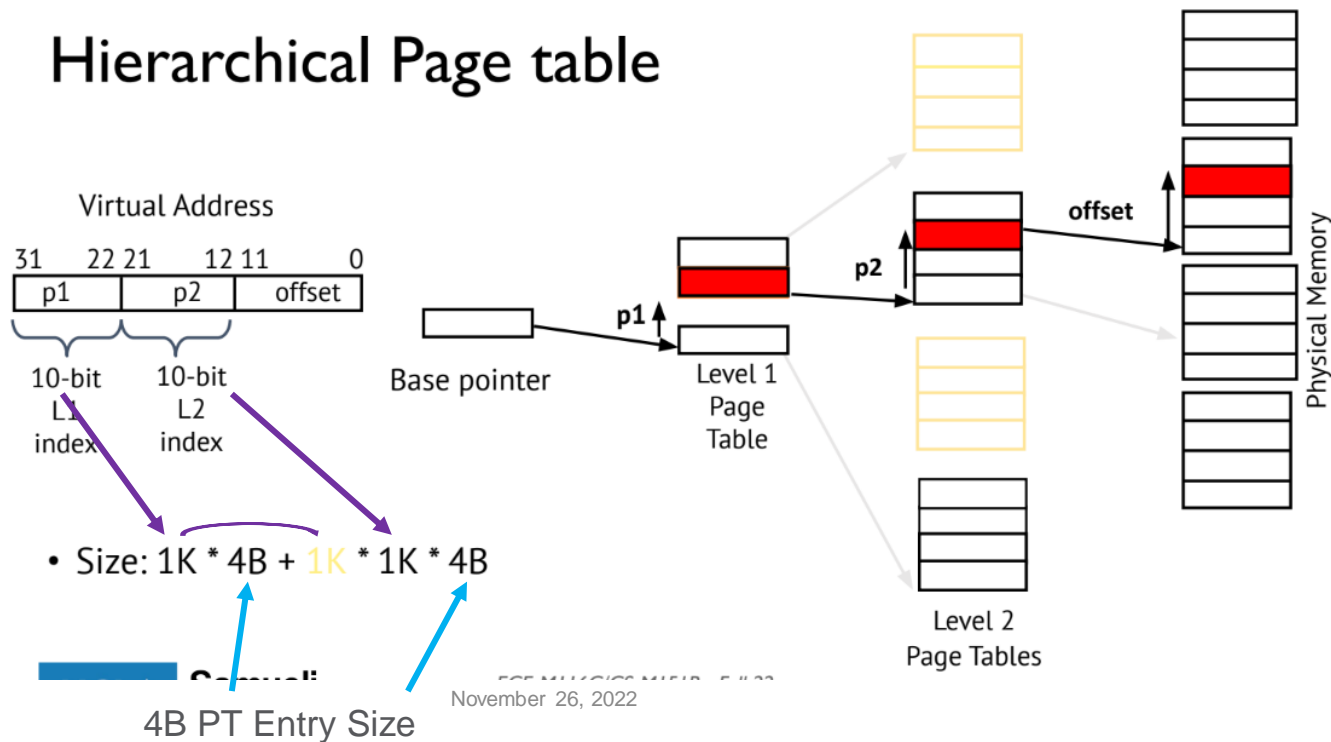 Hierarchical Page table
Virtual Address
31 22 21 12 11 0
p1 p2 offset
10-bit
L1
index
10-bit
L2
index
Base pointer
p1
Level 1
Page
Table
p2
offset
Level 2
Page Tables
Physical Memory
• Size: 1K * 4B + 1K * 1K * 4B
November 26, 2022
4B PT Entry Size